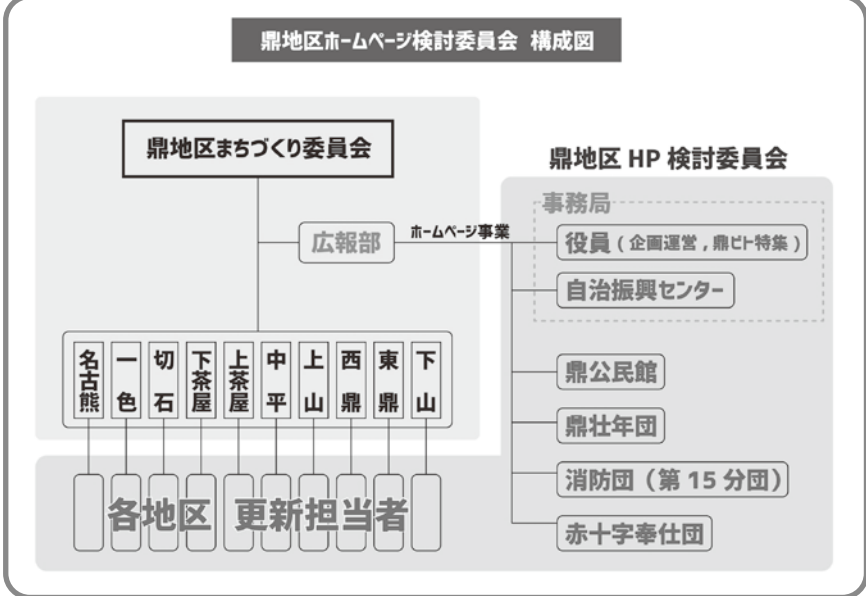 鼎地区ホームページ検討委員会 構成図
鼎地区まちづくり委員会
鼎地区 HP 検討委員会
事務局
広報部
ホームページ事業
役員 ( 企画運営 , 鼎ビト特集 )
自治振興センター
名古熊
一色
切石
下茶屋
上茶屋
中平
上山
西鼎
東鼎
下山
鼎公民館
鼎壮年団
消防団（第 15 分団）
赤十字奉仕団
各地区 更新担当者